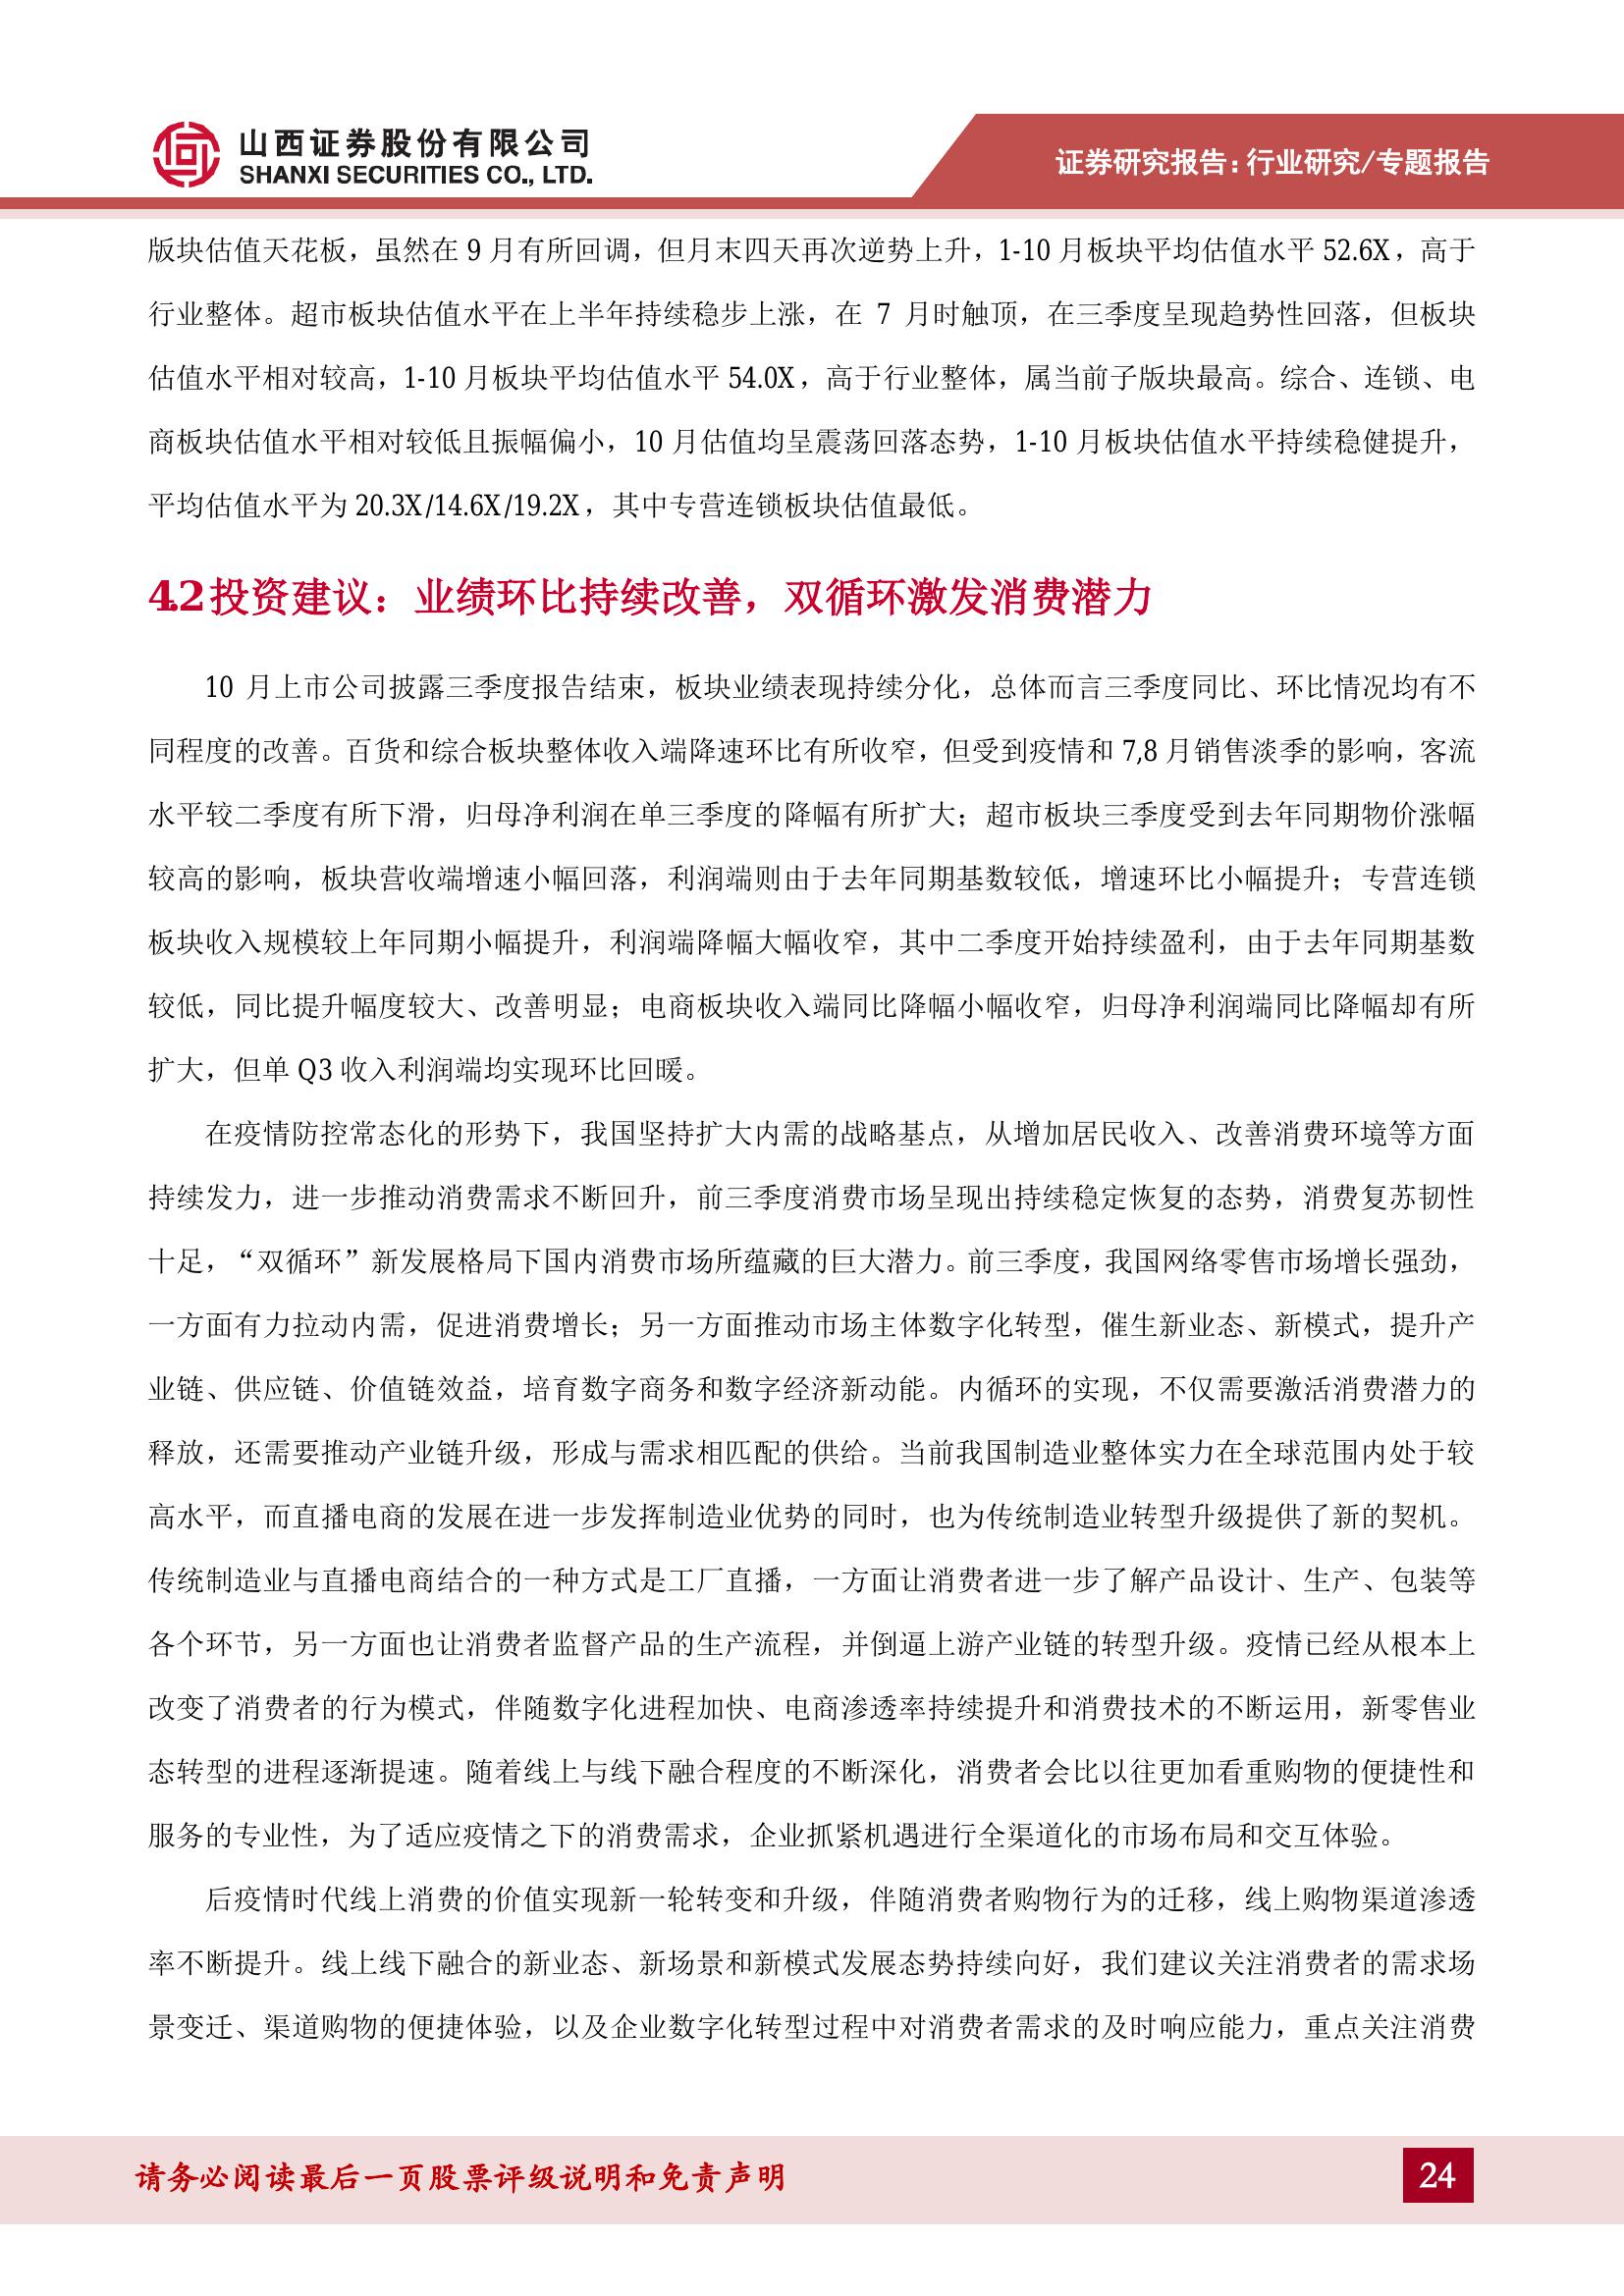 山西证券股份有限公司
SHANXI SECURITIES CO., LTD.
证券研究报告：行业研究/专题报告
版块估值天花板，虽然在 9 月有所回调，但月末四天再次逆势上升，1-10 月板块平均估值水平 52.6X，高于
行业整体。超市板块估值水平在上半年持续稳步上涨，在 7 月时触顶，在三季度呈现趋势性回落，但板块
估值水平相对较高，1-10 月板块平均估值水平 54.0X，高于行业整体，属当前子版块最高。综合、连锁、电
商板块估值水平相对较低且振幅偏小，10 月估值均呈震荡回落态势，1-10 月板块估值水平持续稳健提升，
平均估值水平为 20.3X/14.6X/19.2X，其中专营连锁板块估值最低。
4.2 投资建议：业绩环比持续改善，双循环激发消费潜力
10 月上市公司披露三季度报告结束，板块业绩表现持续分化，总体而言三季度同比、环比情况均有不
同程度的改善。百货和综合板块整体收入端降速环比有所收窄，但受到疫情和 7,8 月销售淡季的影响，客流
水平较二季度有所下滑，归母净利润在单三季度的降幅有所扩大；超市板块三季度受到去年同期物价涨幅
较高的影响，板块营收端增速小幅回落，利润端则由于去年同期基数较低，增速环比小幅提升；专营连锁
板块收入规模较上年同期小幅提升，利润端降幅大幅收窄，其中二季度开始持续盈利，由于去年同期基数
较低，同比提升幅度较大、改善明显；电商板块收入端同比降幅小幅收窄，归母净利润端同比降幅却有所
扩大，但单 Q3 收入利润端均实现环比回暖。
在疫情防控常态化的形势下，我国坚持扩大内需的战略基点，从增加居民收入、改善消费环境等方面
持续发力，进一步推动消费需求不断回升，前三季度消费市场呈现出持续稳定恢复的态势，消费复苏韧性
十足，“双循环”新发展格局下国内消费市场所蕴藏的巨大潜力。前三季度，我国网络零售市场增长强劲，
一方面有力拉动内需，促进消费增长；另一方面推动市场主体数字化转型，催生新业态、新模式，提升产
业链、供应链、价值链效益，培育数字商务和数字经济新动能。内循环的实现，不仅需要激活消费潜力的
释放，还需要推动产业链升级，形成与需求相匹配的供给。当前我国制造业整体实力在全球范围内处于较
高水平，而直播电商的发展在进一步发挥制造业优势的同时，也为传统制造业转型升级提供了新的契机。
传统制造业与直播电商结合的一种方式是工厂直播，一方面让消费者进一步了解产品设计、生产、包装等
各个环节，另一方面也让消费者监督产品的生产流程，并倒逼上游产业链的转型升级。疫情已经从根本上
改变了消费者的行为模式，伴随数字化进程加快、电商渗透率持续提升和消费技术的不断运用，新零售业
态转型的进程逐渐提速。随着线上与线下融合程度的不断深化，消费者会比以往更加看重购物的便捷性和
服务的专业性，为了适应疫情之下的消费需求，企业抓紧机遇进行全渠道化的市场布局和交互体验。
后疫情时代线上消费的价值实现新一轮转变和升级，伴随消费者购物行为的迁移，线上购物渠道渗透
率不断提升。线上线下融合的新业态、新场景和新模式发展态势持续向好，我们建议关注消费者的需求场
景变迁、渠道购物的便捷体验，以及企业数字化转型过程中对消费者需求的及时响应能力，重点关注消费
请务必阅读最后一页股票评级说明和免责声明
24